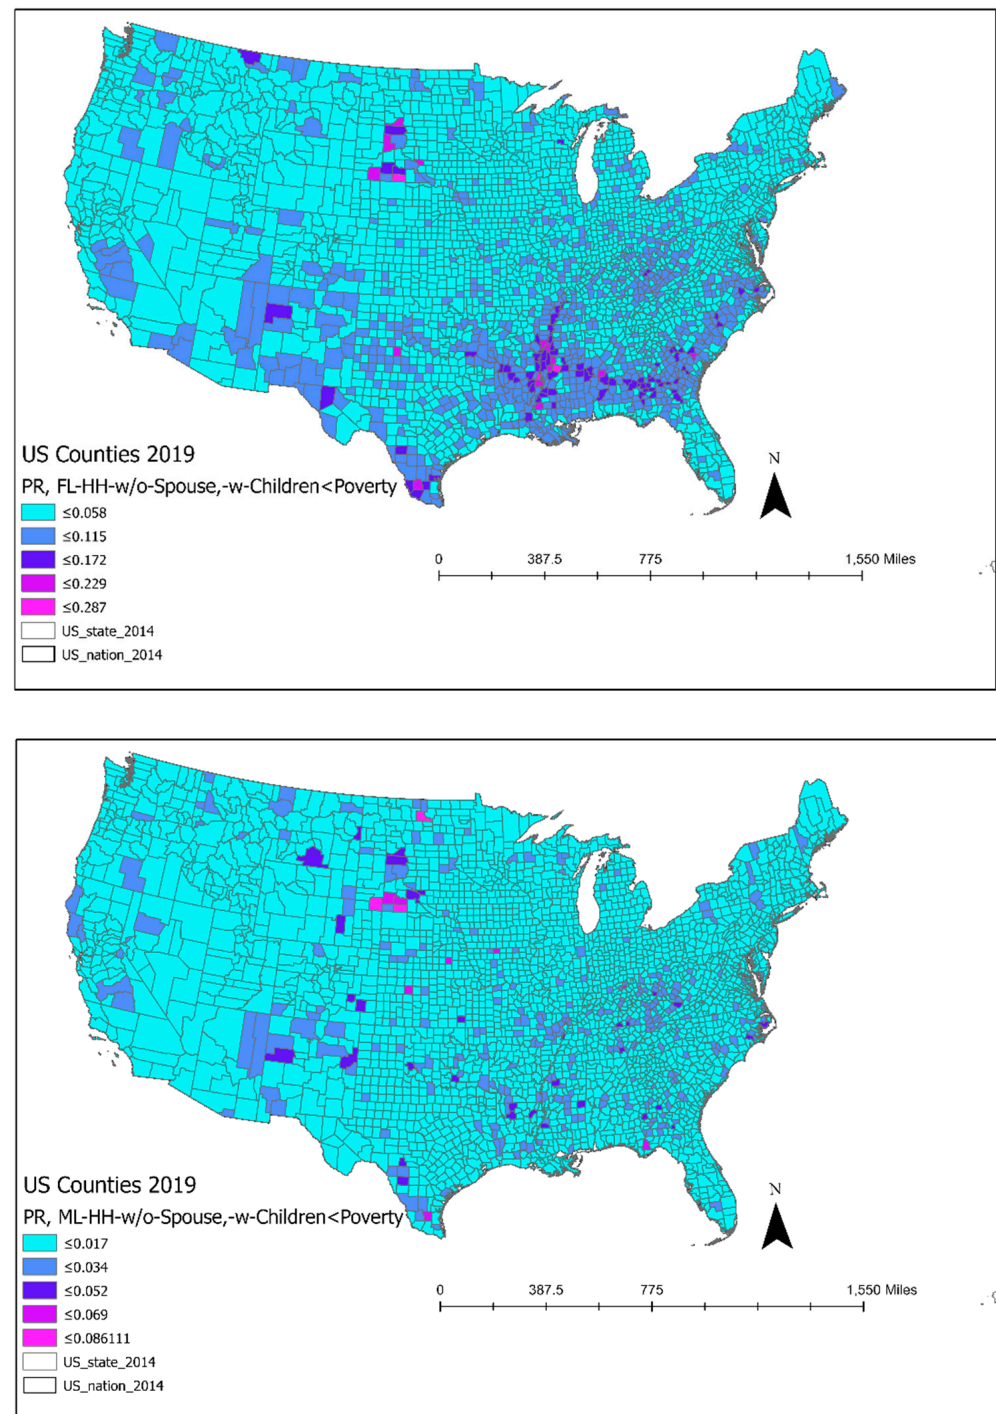 US Counties 2019
PR, FL-HH-w/o-Spouse,-w-Children<Poverty
≤0.058
≤0.115
≤0.172
≤0.229
≤0.287
US_state_2014
US_nation_2014
N
0 387.5 775 1,550 Miles
US Counties 2019
PR, ML-HH-w/o-Spouse,-w-Children<Poverty
≤0.017
≤0.034
≤0.052
≤0.069
≤0.086111
US_state_2014
US_nation_2014
N
0 387.5 775 1,550 Miles